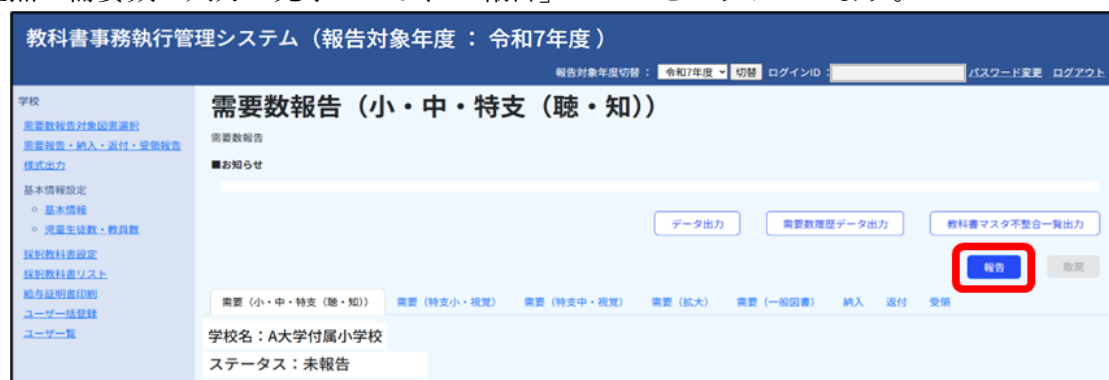 教科書事務執行管理システム（報告対象年度 ： 令和7年度 ）
報告対象年度切替： 令和7年度 切替 ログインID： パスワード変更 ログアウト
学校
需要数報告対象図書選択
需要報告・納入・返付・受領報告
様式出力
基本情報設定
基本情報
児童生徒数・教員数
採択教科書設定
採択教科書リスト
給与証明書印刷
ユーザー一括登録
ユーザ一覧
需要数報告（小・中・特支（聴・知））
需要数報告
■お知らせ
データ出力 需要数履歴データ出力 教科書マスタ不整合一覧出力
報告 取戻
需要（小・中・特支（聴・知）） 需要（特支小・視覚） 需要（特支中・視覚） 需要（拡大） 需要（一般図書） 納入 返付 受領
学校名：A大学付属小学校
ステータス：未報告